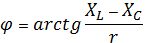 φ = arctg (X_L − X_C) / r